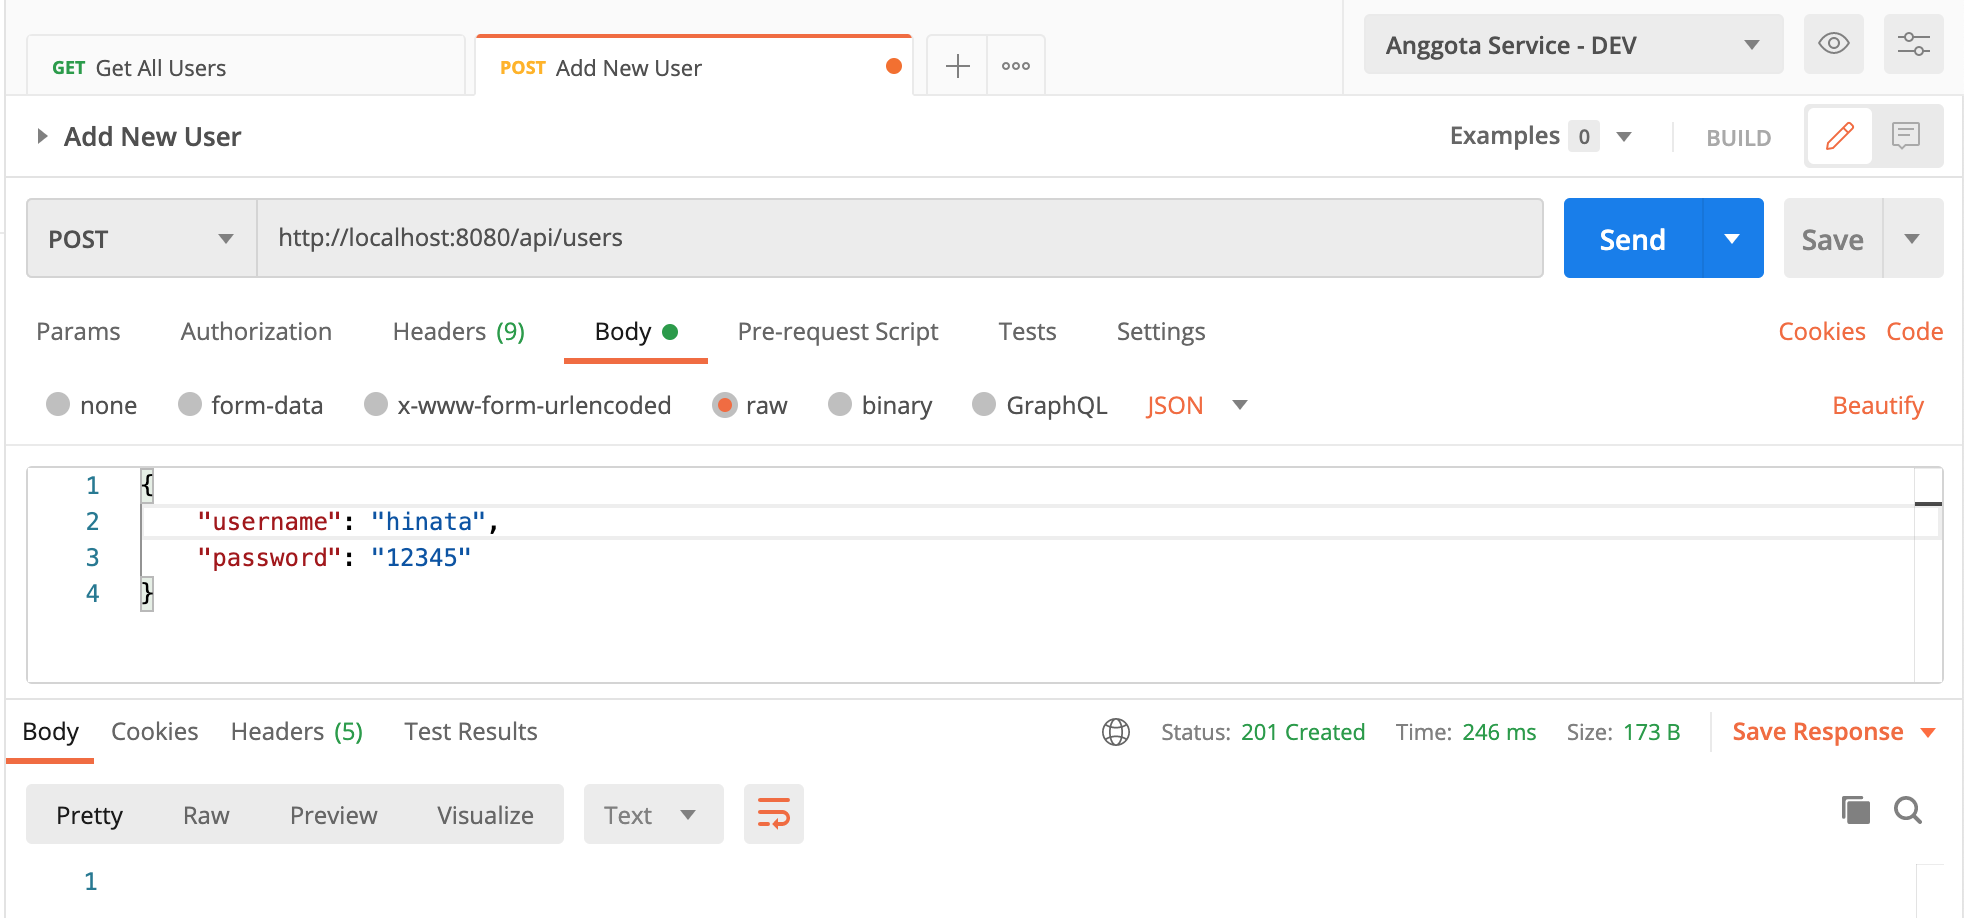 GET Get All Users
POST Add New User
Anggota Service - DEV
Add New User
Examples 0
BUILD
POST
http://localhost:8080/api/users
Send
Save
Params Authorization Headers (9) Body Pre-request Script Tests Settings Cookies Code
none form-data x-www-form-urlencoded raw binary GraphQL JSON Beautify
1 {
2 "username": "hinata",
3 "password": "12345"
4 }
Body Cookies Headers (5) Test Results Status: 201 Created Time: 246 ms Size: 173 B Save Response
Pretty Raw Preview Visualize Text
1